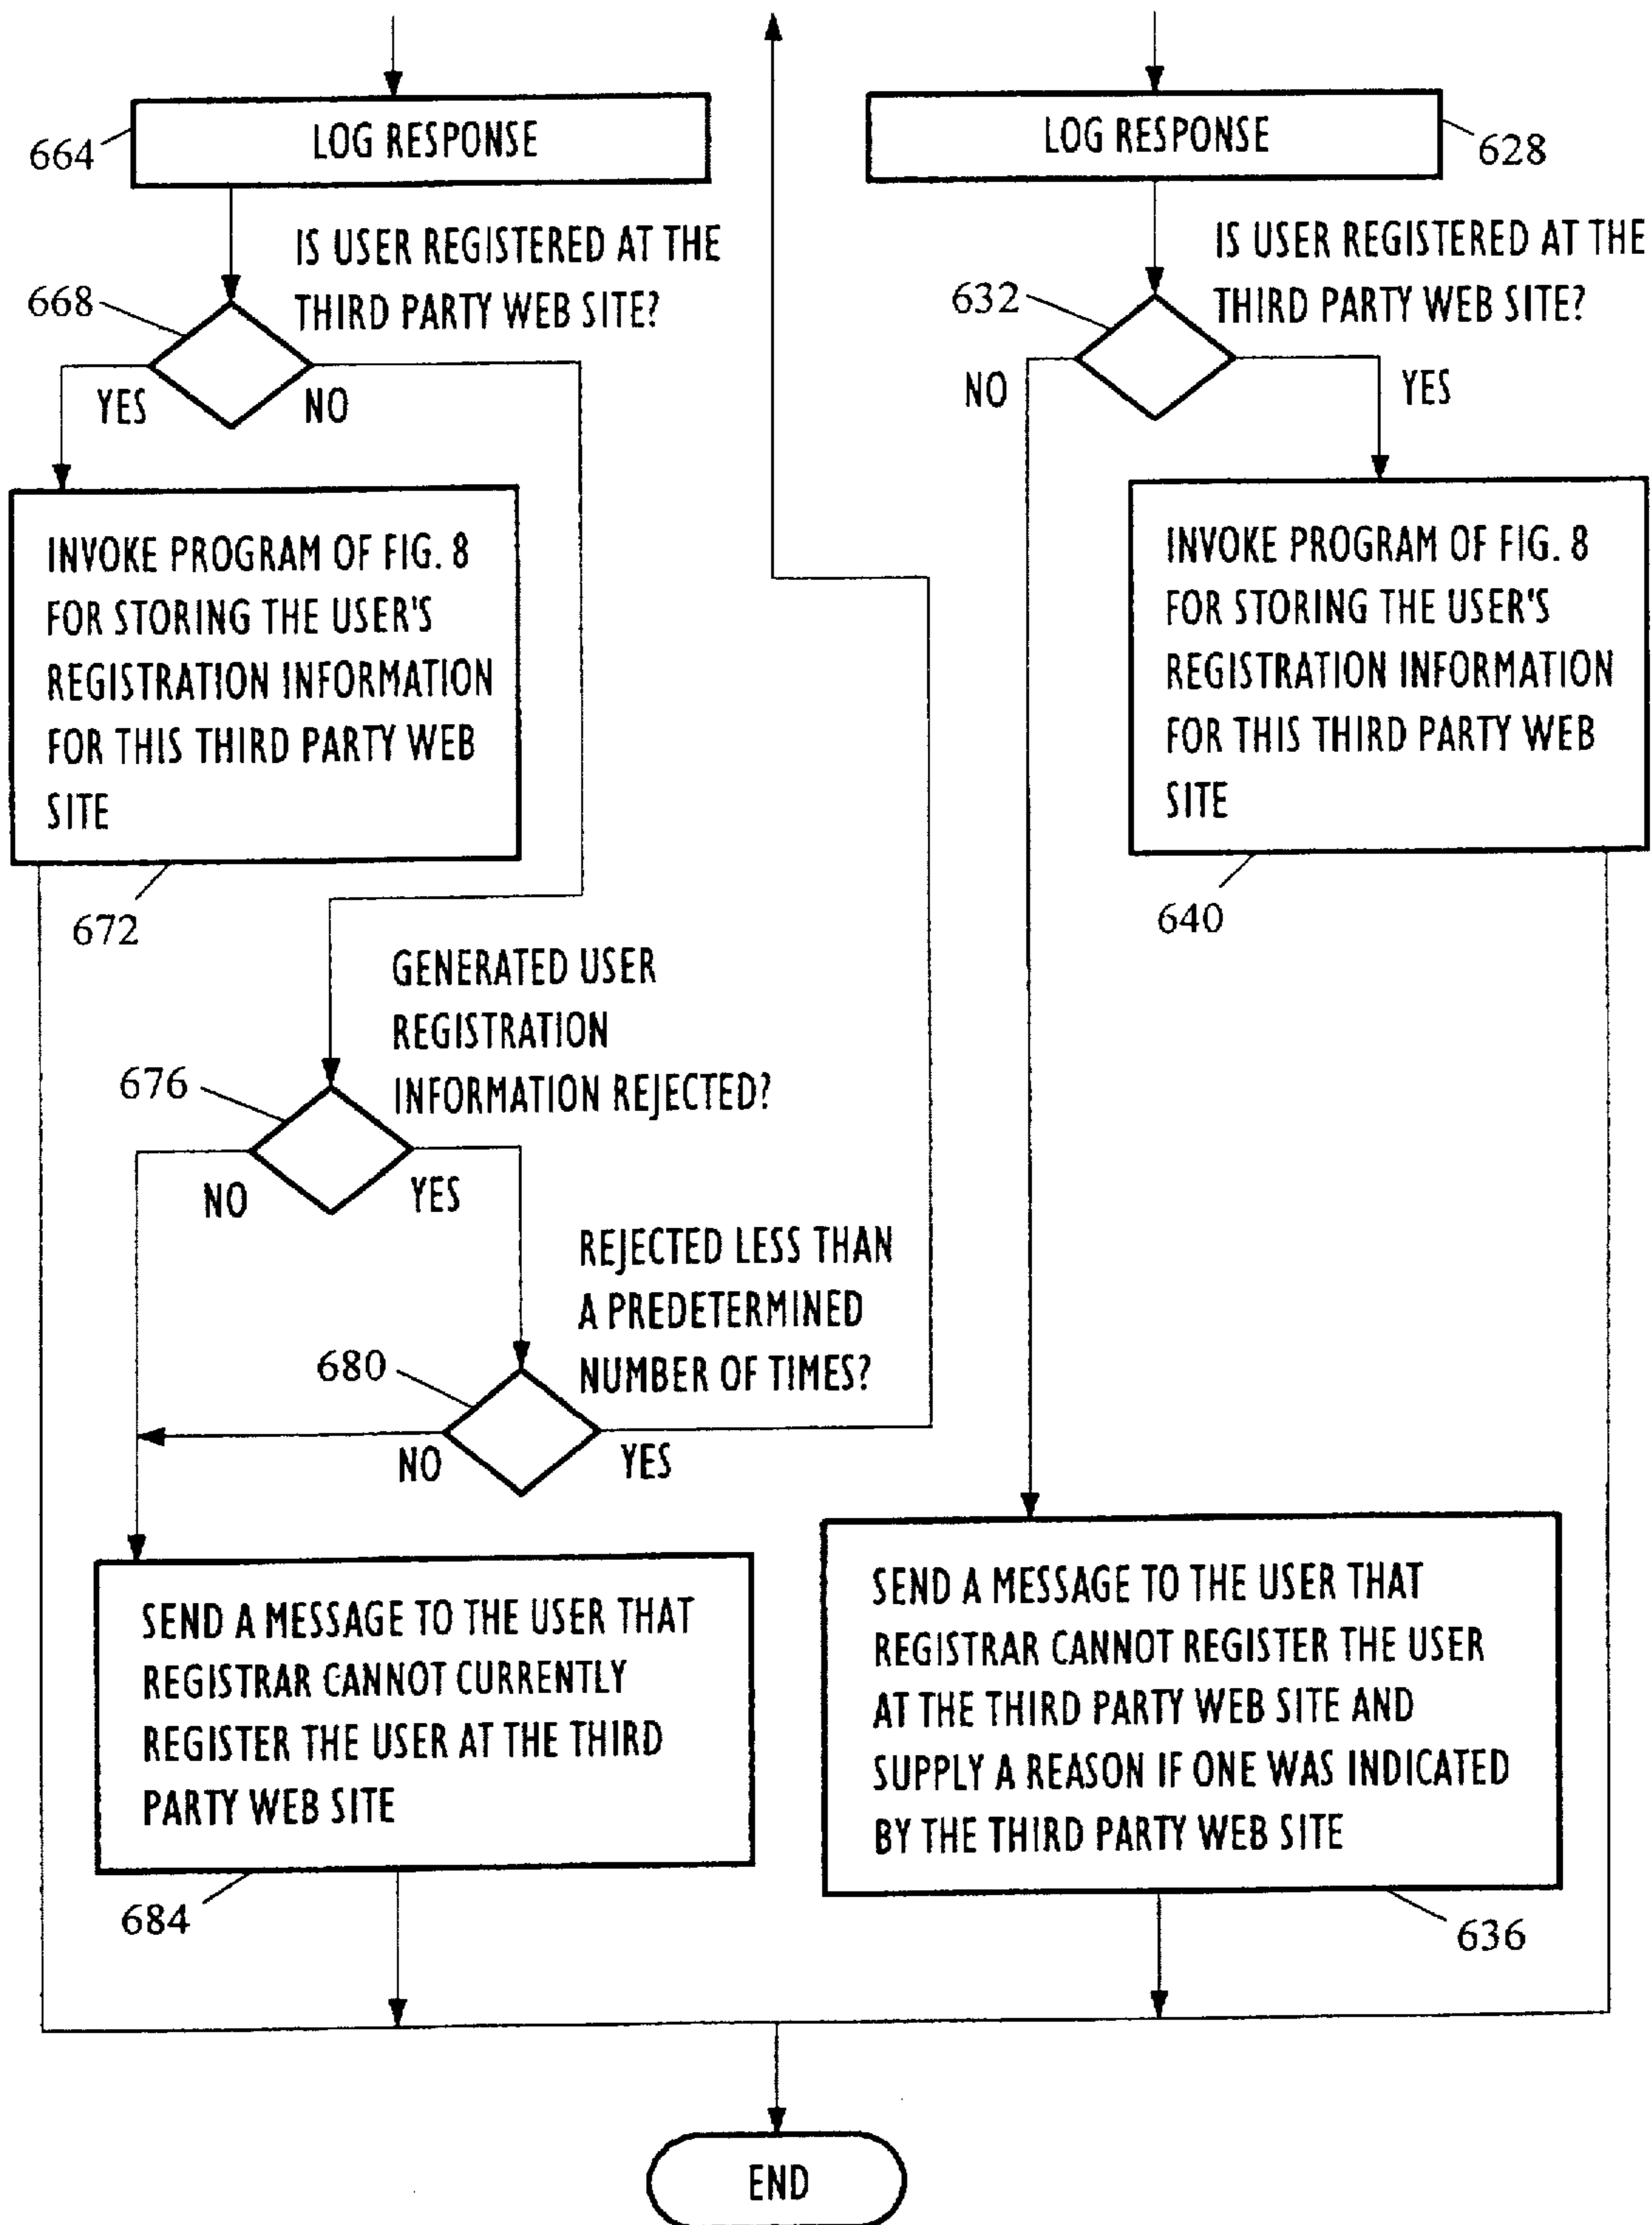 LOG RESPONSE
664
IS USER REGISTERED AT THE
THIRD PARTY WEB SITE?
668
YES
NO
INVOKE PROGRAM OF FIG. 8
FOR STORING THE USER'S
REGISTRATION INFORMATION
FOR THIS THIRD PARTY WEB
SITE
672
GENERATED USER
REGISTRATION
INFORMATION REJECTED?
676
NO
YES
REJECTED LESS THAN
A PREDETERMINED
NUMBER OF TIMES?
680
NO
YES
SEND A MESSAGE TO THE USER THAT
REGISTRAR CANNOT CURRENTLY
REGISTER THE USER AT THE THIRD
PARTY WEB SITE
684
LOG RESPONSE
628
IS USER REGISTERED AT THE
THIRD PARTY WEB SITE?
632
NO
YES
INVOKE PROGRAM OF FIG. 8
FOR STORING THE USER'S
REGISTRATION INFORMATION
FOR THIS THIRD PARTY WEB
SITE
640
SEND A MESSAGE TO THE USER THAT
REGISTRAR CANNOT REGISTER THE USER
AT THE THIRD PARTY WEB SITE AND
SUPPLY A REASON IF ONE WAS INDICATED
BY THE THIRD PARTY WEB SITE
636
END